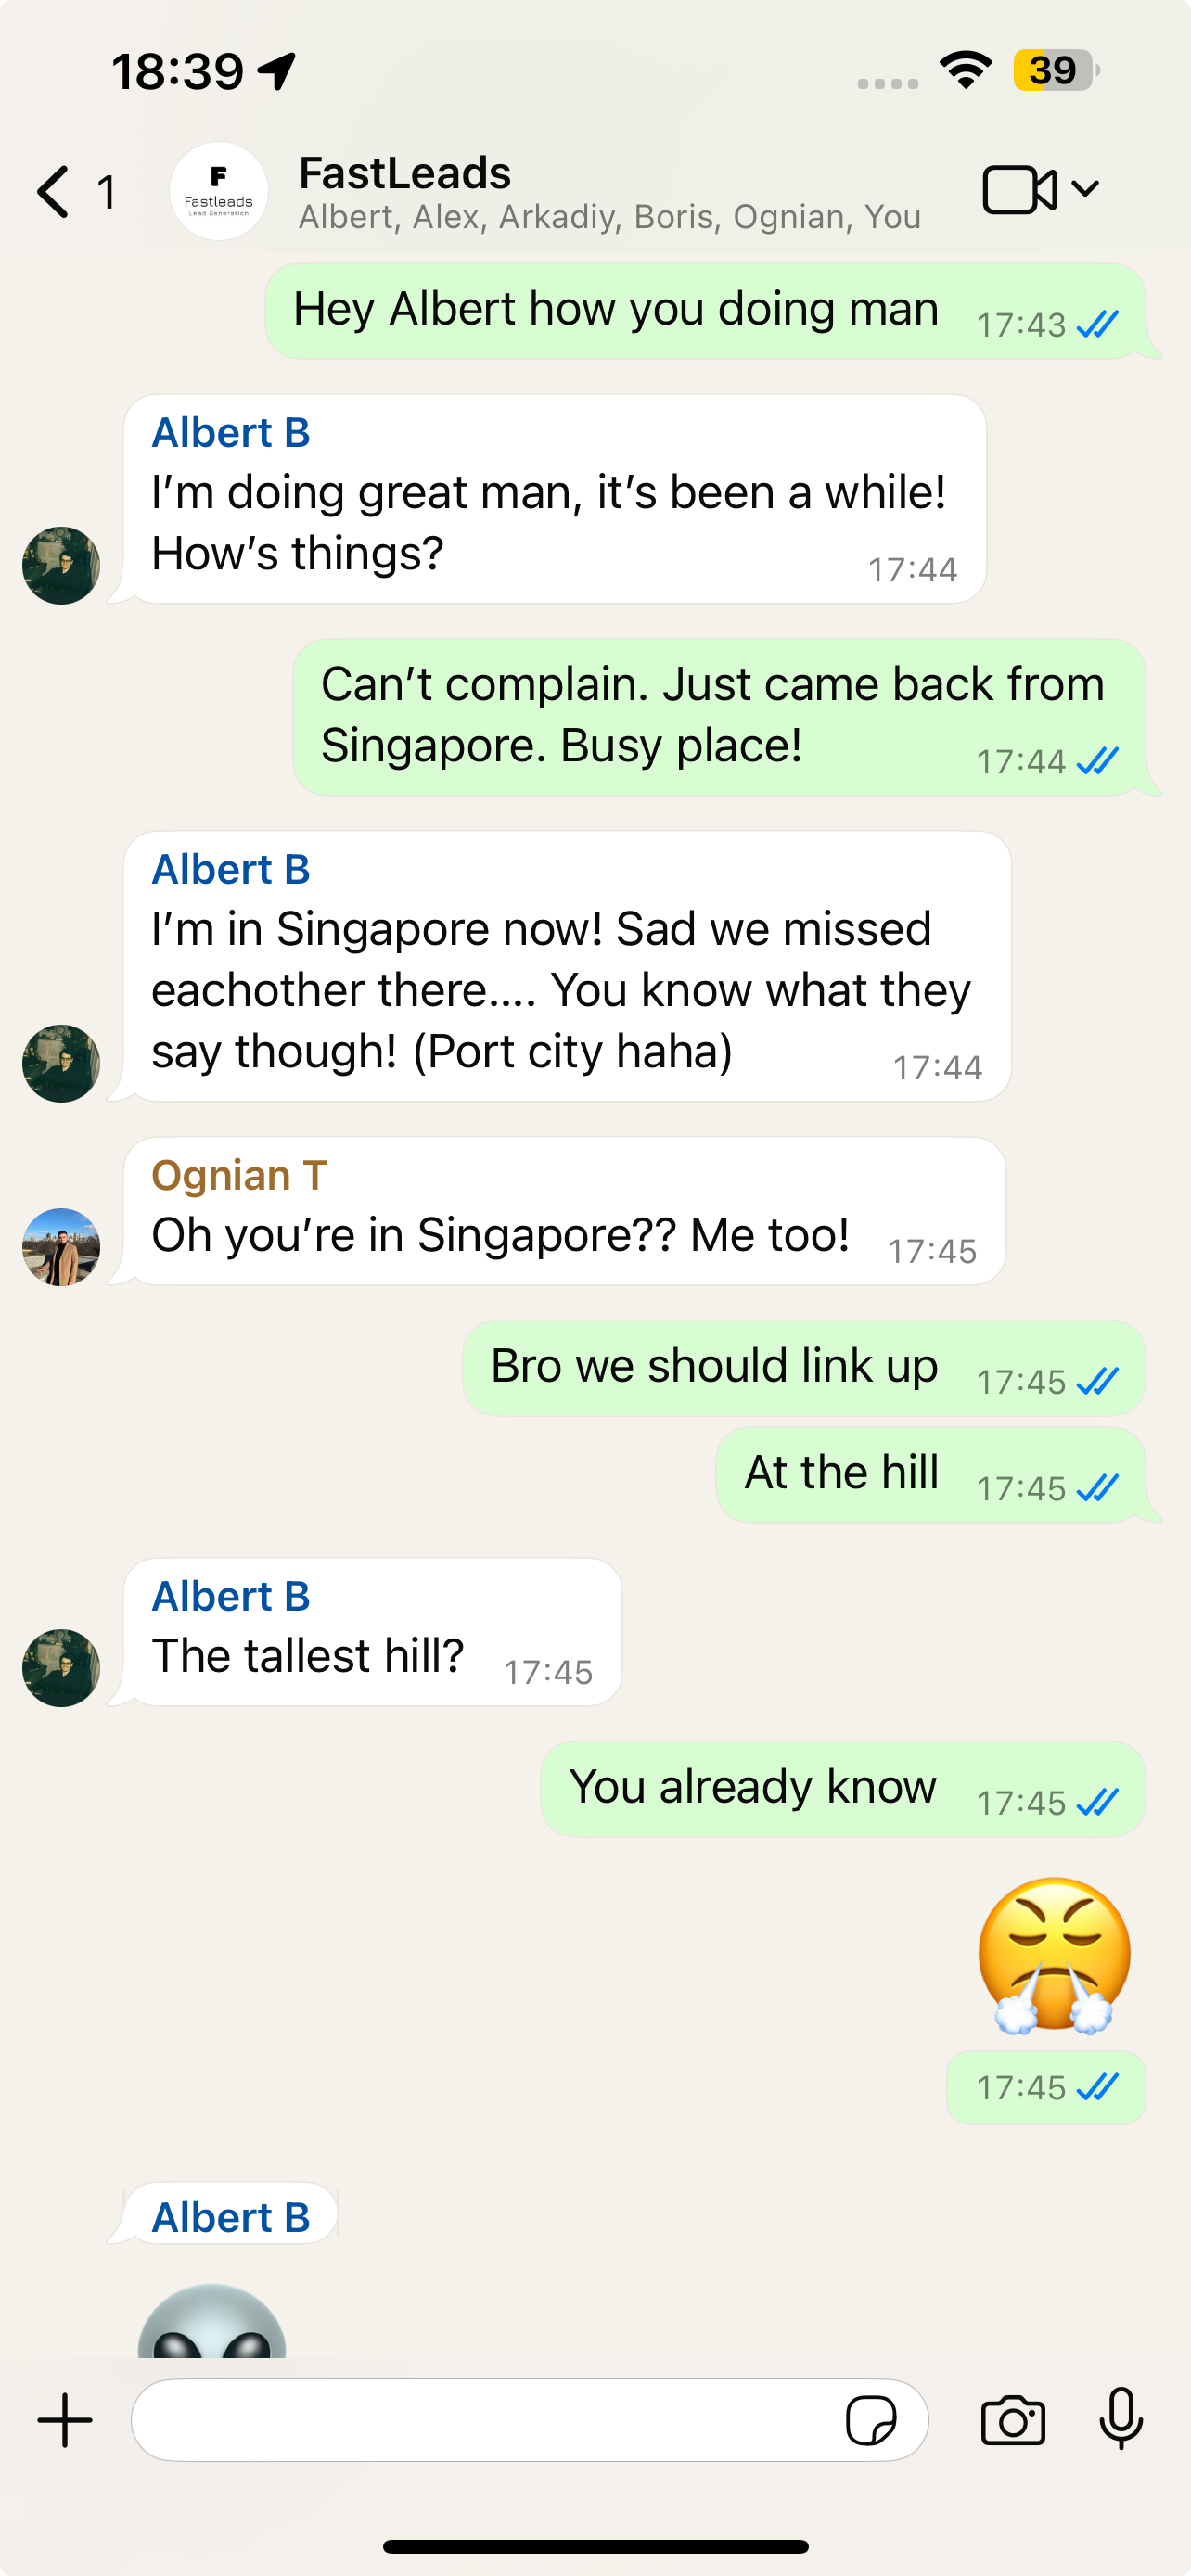 18:39
39
1
F
Fastleads
Lead Generation
FastLeads
Albert, Alex, Arkadiy, Boris, Ognian, You
Hey Albert how you doing man
17:43
Albert B
I’m doing great man, it’s been a while!
How’s things?
17:44
Can’t complain. Just came back from
Singapore. Busy place!
17:44
Albert B
I’m in Singapore now! Sad we missed
eachother there.... You know what they
say though! (Port city haha)
17:44
Ognian T
Oh you’re in Singapore?? Me too!
17:45
Bro we should link up
17:45
At the hill
17:45
Albert B
The tallest hill?
17:45
You already know
17:45
17:45
Albert B